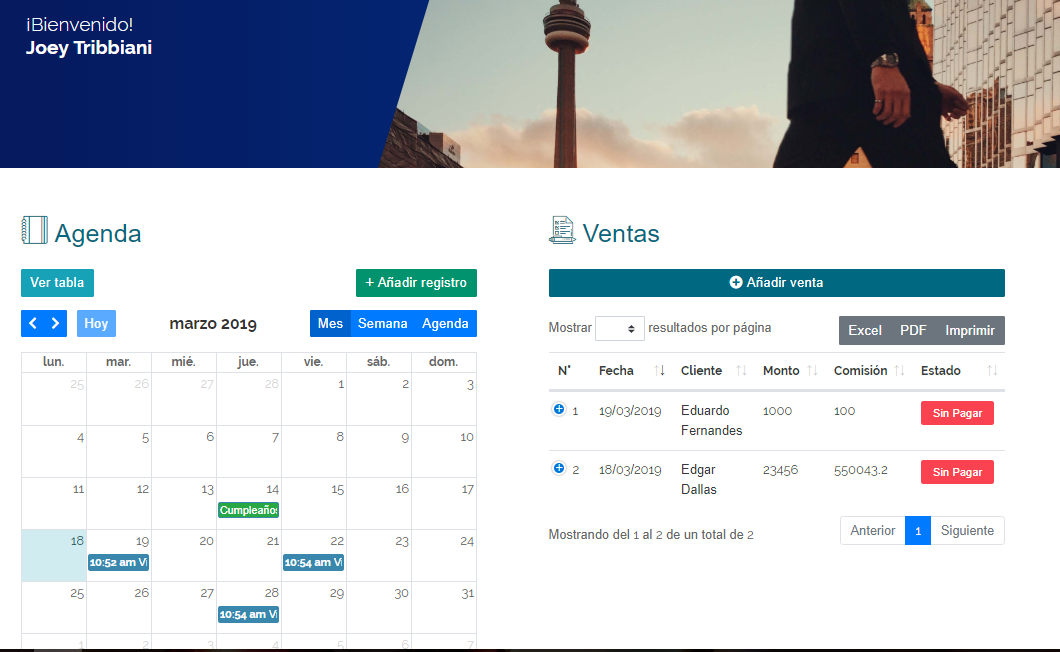 ¡Bienvenido!
Joey Tribbiani
Agenda
Ver tabla
+ Añadir registro
Hoy
marzo 2019
Mes Semana Agenda
lun. mar. mié. jue. vie. sáb. dom.
25 26 27 28 1 2 3
4 5 6 7 8 9 10
11 12 13 14 15 16 17
Cumpleaños
18 19 20 21 22 23 24
10:52 am Vi 10:54 am Vi
25 26 27 28 29 30 31
10:54 am Vi
1 2 3 4 5 6 7
Ventas
Añadir venta
Mostrar resultados por página
Excel PDF Imprimir
N° Fecha Cliente Monto Comisión Estado
1 19/03/2019 Eduardo 1000 100 Sin Pagar
Fernandes
2 18/03/2019 Edgar 23456 550043.2 Sin Pagar
Dallas
Mostrando del 1 al 2 de un total de 2
Anterior 1 Siguiente